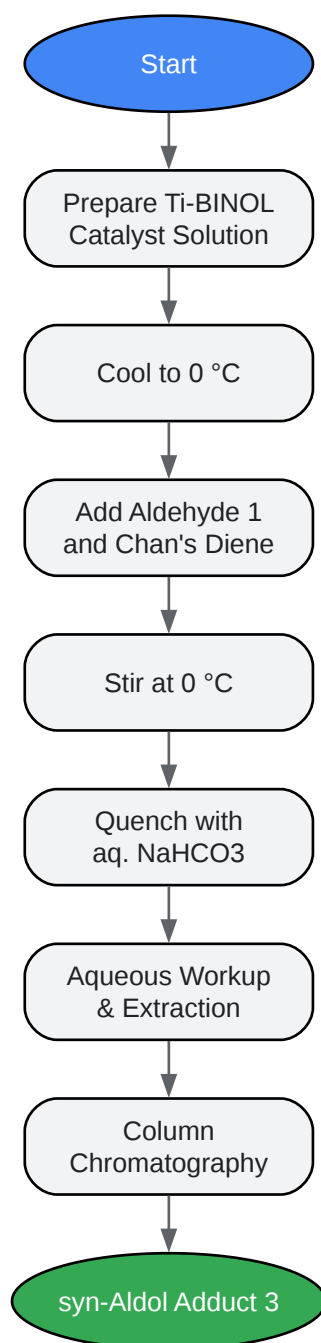 Start
Prepare Ti-BINOL
Catalyst Solution
Cool to 0 °C
Add Aldehyde 1
and Chan's Diene
Stir at 0 °C
Quench with
aq. NaHCO3
Aqueous Workup
& Extraction
Column
Chromatography
syn-Aldol Adduct 3